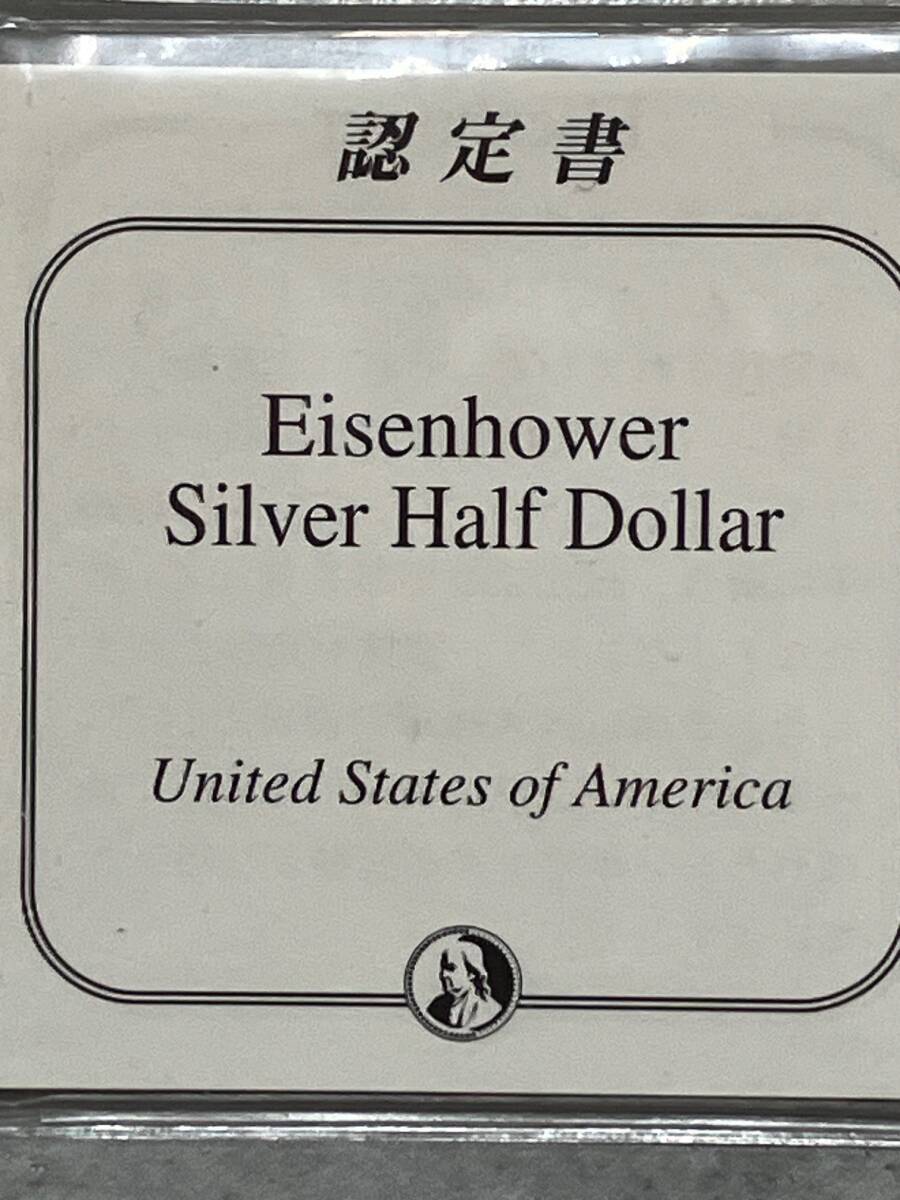 認定書
Eisenhower
Silver Half Dollar
United States of America